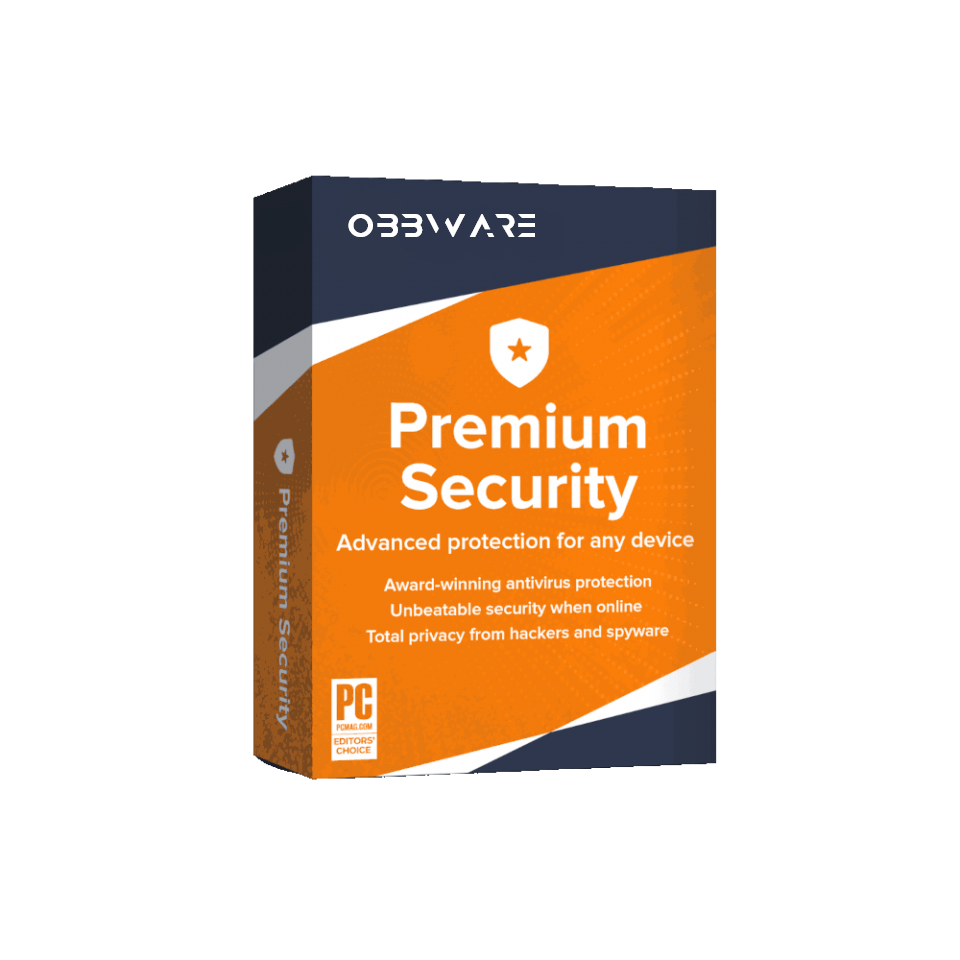 OBBWARE
Premium
Security
Advanced protection for any device
Award-winning antivirus protection
Unbeatable security when online
Total privacy from hackers and spyware
PC
PCMAG.COM
EDITORS'
CHOICE
Premium Security